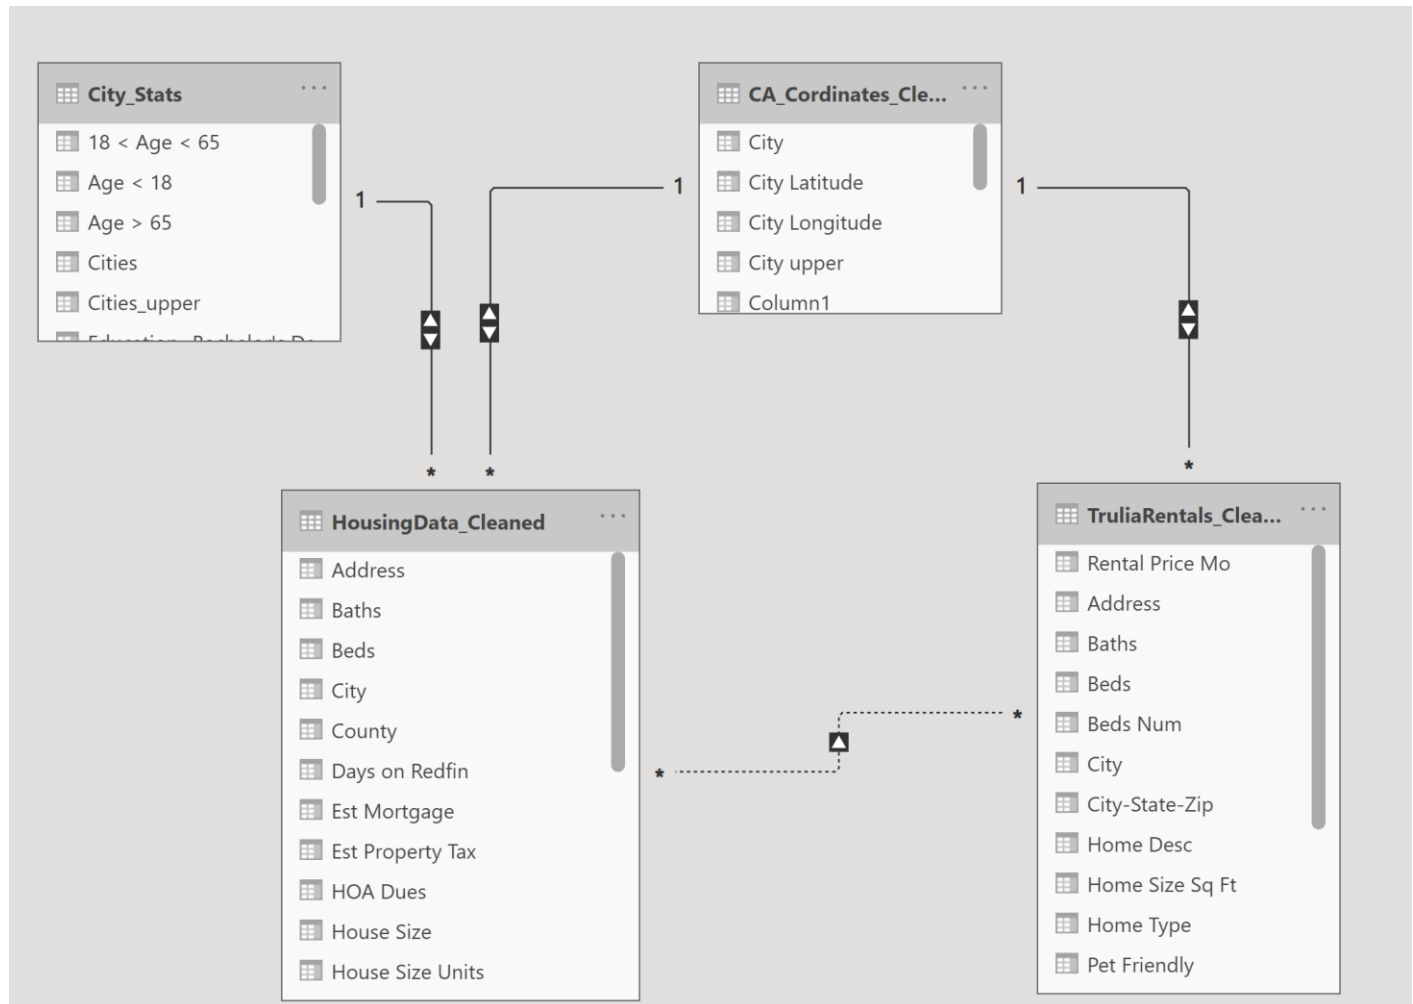 City_Stats
18 < Age < 65
Age < 18
Age > 65
Cities
Cities_upper
1
CA_Cordinates_Cle...
City
City Latitude
City Longitude
City upper
Column1
1
1
*
*
*
HousingData_Cleaned
Address
Baths
Beds
City
County
Days on Redfin
Est Mortgage
Est Property Tax
HOA Dues
House Size
House Size Units
*
*
TruliaRentals_Clea...
Rental Price Mo
Address
Baths
Beds
Beds Num
City
City-State-Zip
Home Desc
Home Size Sq Ft
Home Type
Pet Friendly